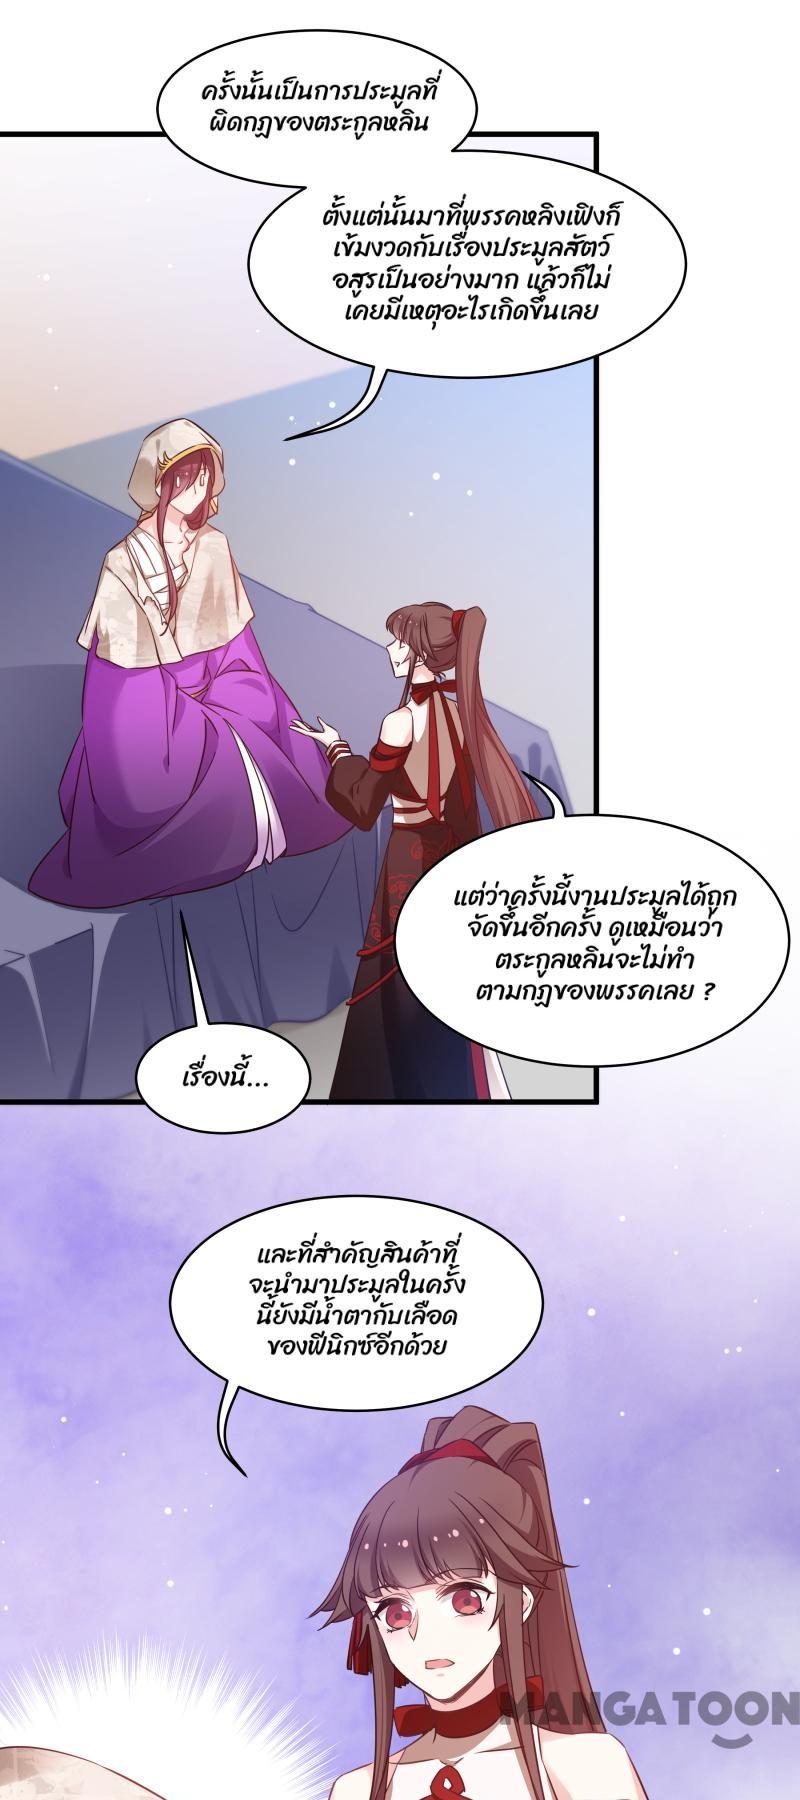 ครั้งนั้นเป็นการประมูลที่
ผิดกฏของตระกูลหลิน
ตั้งแต่นั้นมาที่พรรคหลิงเฟิงก็
เข้มงวดกับเรื่องประมูลสัตว์
อสูรเป็นอย่างมาก แล้วก็ไม่
เคยมีเหตุอะไรเกิดขึ้นเลย
แต่ว่าครั้งนี้งานประมูลได้ถูก
จัดขึ้นอีกครั้ง ดูเหมือนว่า
ตระกูลหลินจะไม่ทำ
ตามกฏของพรรคเลย ?
เรื่องนี้...
และที่สำคัญสินค้าที่
จะนำมาประมูลในครั้ง
นี้ยังมีน้ำตากับเลือด
ของฟีนิกซ์อีกด้วย
MANGA TOON